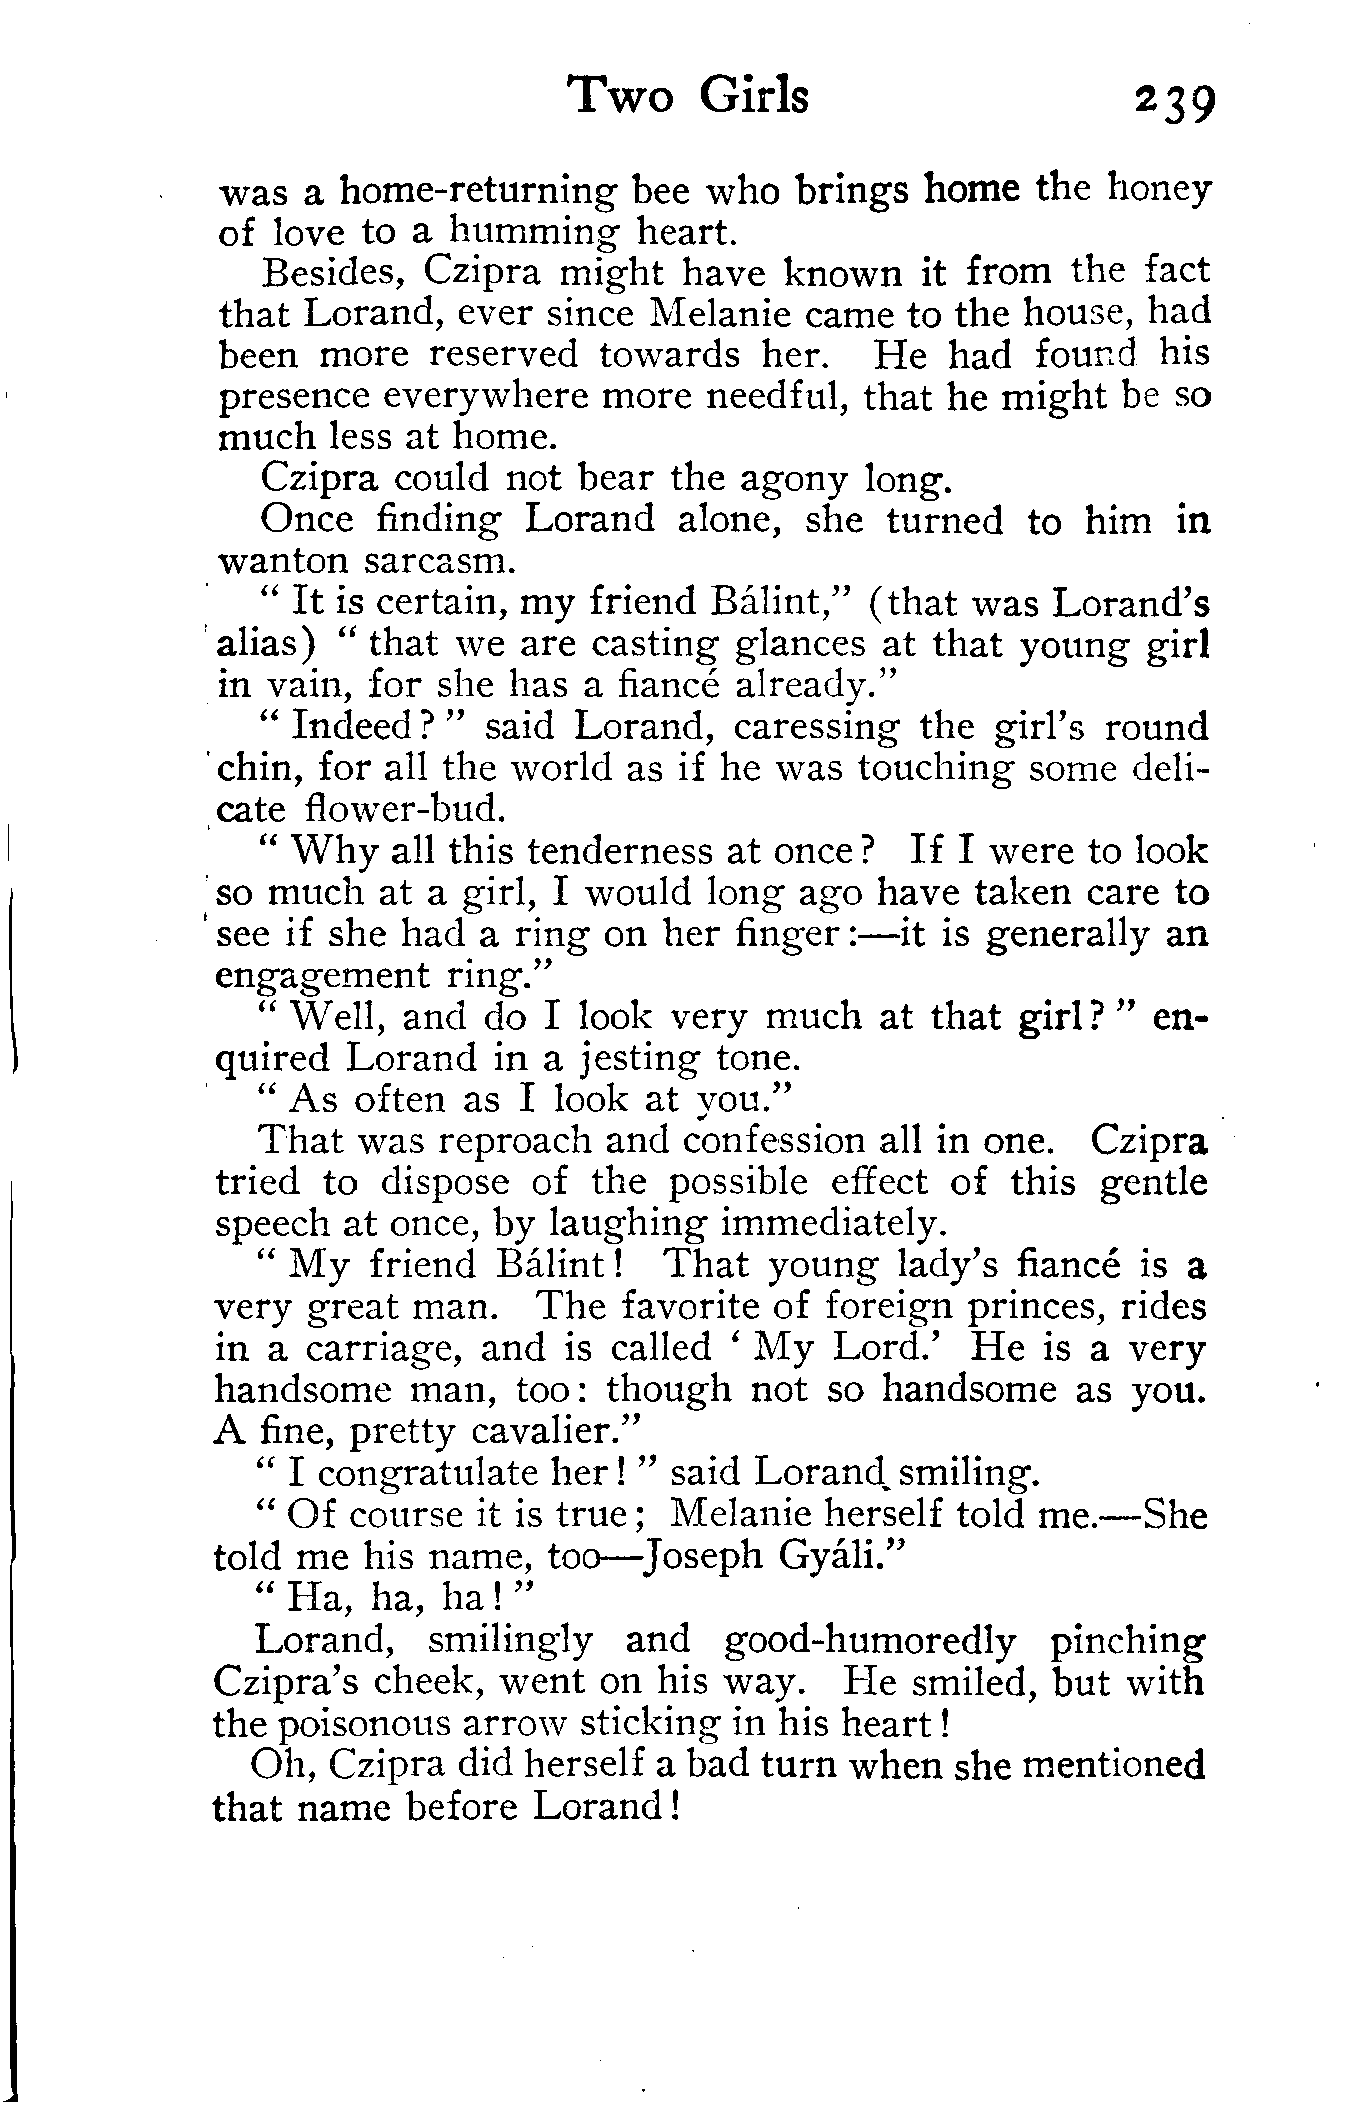 Two Girls 239
was a home-returning bee who brings home the honey
of love to a humming heart.
Besides, Czipra might have known it from the fact
that Lorand, ever since Melanie came to the house, had
been more reserved towards her. He had found his
presence everywhere more needful, that he might be so
much less at home.
Czipra could not bear the agony long.
Once finding Lorand alone, she turned to him in
wanton sarcasm.
" It is certain, my friend Bálint," (that was Lorand's
alias) " that we are casting glances at that young girl
in vain, for she has a fiancé already."
" Indeed? " said Lorand, caressing the girl's round
chin, for all the world as if he was touching some deli-
cate flower-bud.
" Why all this tenderness at once? If I were to look
so much at a girl, I would long ago have taken care to
see if she had a ring on her finger:—it is generally an
engagement ring."
" Well, and do I look very much at that girl? " en-
quired Lorand in a jesting tone.
" As often as I look at you."
That was reproach and confession all in one. Czipra
tried to dispose of the possible effect of this gentle
speech at once, by laughing immediately.
" My friend Bálint! That young lady's fiancé is a
very great man. The favorite of foreign princes, rides
in a carriage, and is called ' My Lord.' He is a very
handsome man, too: though not so handsome as you.
A fine, pretty cavalier."
" I congratulate her! " said Lorand, smiling.
" Of course it is true; Melanie herself told me.—She
told me his name, too—Joseph Gyáli."
" Ha, ha, ha! "
Lorand, smilingly and good-humoredly pinching
Czipra's cheek, went on his way. He smiled, but with
the poisonous arrow sticking in his heart!
Oh, Czipra did herself a bad turn when she mentioned
that name before Lorand!